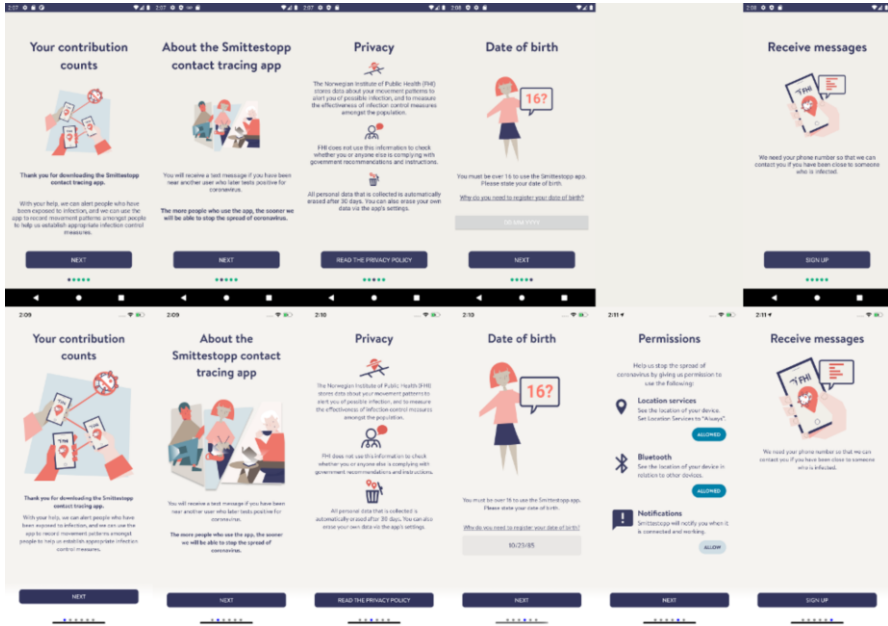 2:07
2:07
2:07
2:08
2:08
Your contribution
counts
Thank you for downloading the Smittestopp
contact tracing app.
With your help, we can alert people who have
been exposed to infection, and we can use the
app to record movement patterns amongst people
to help us establish appropriate infection control
measures.
NEXT
About the Smittestopp
contact tracing app
You will receive a text message if you have been
near another user who later tests positive for
coronavirus.
The more people who use the app, the sooner we
will be able to stop the spread of coronavirus.
NEXT
Privacy
The Norwegian Institute of Public Health (FHI)
stores data about your movement patterns to
alert you of possible infection, and to measure
the effectiveness of infection control measures
amongst the population.
FHI does not use this information to check
whether you or anyone else is complying with
government recommendations and instructions.
All personal data that is collected is automatically
erased after 30 days. You can also erase your own
data via the app's settings.
READ THE PRIVACY POLICY
Date of birth
16?
You must be over 16 to use the Smittestopp app.
Please state your date of birth.
Why do you need to register your date of birth?
NEXT
Receive messages
FHI
We need your phone number so that we can
contact you if you have been close to someone
who is infected.
SIGN UP
2:09
Your contribution
counts
FHI
Thank you for downloading the Smittestopp
contact tracing app.
With your help, we can alert people who have
been exposed to infection, and we can use the
app to record movement patterns amongst
people to help us establish appropriate infection
control measures.
NEXT
2:09
About the
Smittestopp contact
tracing app
You will receive a text message if you have been
near another user who later tests positive for
coronavirus.
The more people who use the app, the sooner
we will be able to stop the spread of
coronavirus.
NEXT
2:10
Privacy
The Norwegian Institute of Public Health (FHI)
stores data about your movement patterns to
alert you of possible infection, and to measure
the effectiveness of infection control measures
amongst the population.
FHI does not use this information to check
whether you or anyone else is complying with
government recommendations and instructions.
All personal data that is collected is
automatically erased after 30 days. You can also
erase your own data via the app's settings.
READ THE PRIVACY POLICY
2:10
Date of birth
16?
You must be over 16 to use the Smittestopp app.
Please state your date of birth.
Why do you need to register your date of birth?
NEXT
2:11
Permissions
Help us stop the spread of
coronavirus by giving us permission to
use the following:
Location services
See the location of your device.
Set Location Services to "Always".
ALLOWED
Bluetooth
See the location of your device in
relation to other devices.
ALLOWED
Notifications
Smittestopp will notify you when it
is connected and working.
ALLOW
NEXT
2:11
Receive messages
FHI
We need your phone number so that we can
contact you if you have been close to someone
who is infected.
SIGN UP